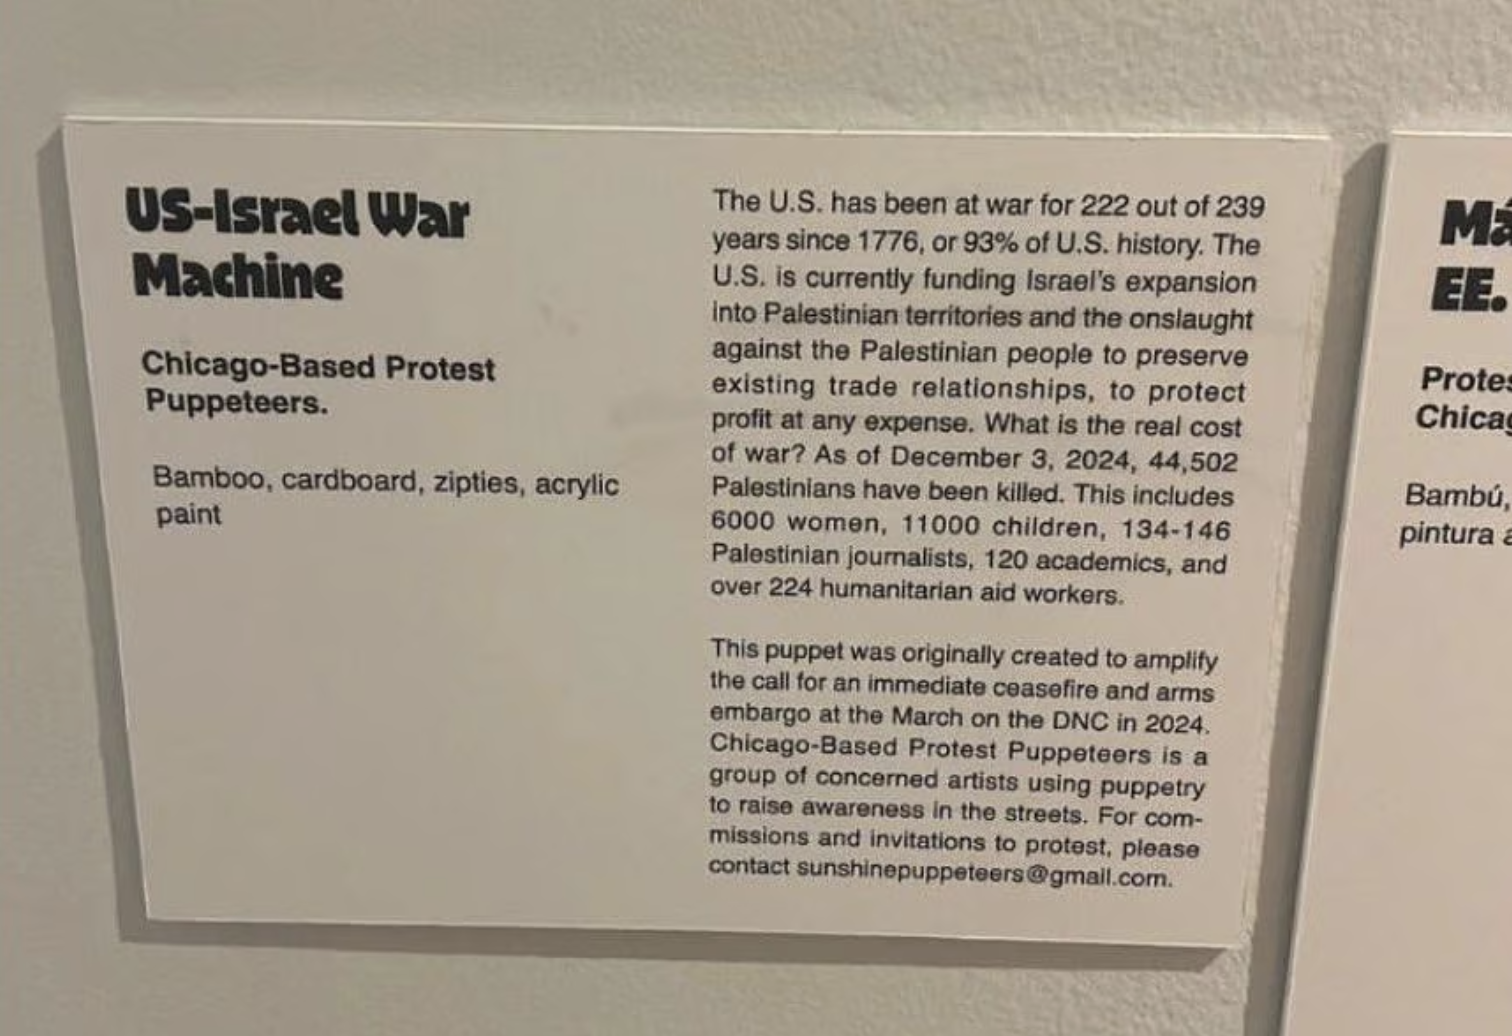 US-Israel War
Machine
Chicago-Based Protest
Puppeteers.
Bamboo, cardboard, zipties, acrylic
paint
The U.S. has been at war for 222 out of 239
years since 1776, or 93% of U.S. history. The
U.S. is currently funding Israel's expansion
into Palestinian territories and the onslaught
against the Palestinian people to preserve
existing trade relationships, to protect
profit at any expense. What is the real cost
of war? As of December 3, 2024, 44,502
Palestinians have been killed. This includes
6000 women, 11000 children, 134-146
Palestinian journalists, 120 academics, and
over 224 humanitarian aid workers.
This puppet was originally created to amplify
the call for an immediate ceasefire and arms
embargo at the March on the DNC in 2024.
Chicago-Based Protest Puppeteers is a
group of concerned artists using puppetry
to raise awareness in the streets. For com-
missions and invitations to protest, please
contact sunshinepuppeteers@gmail.com.
EE.
Bambú,
pintura